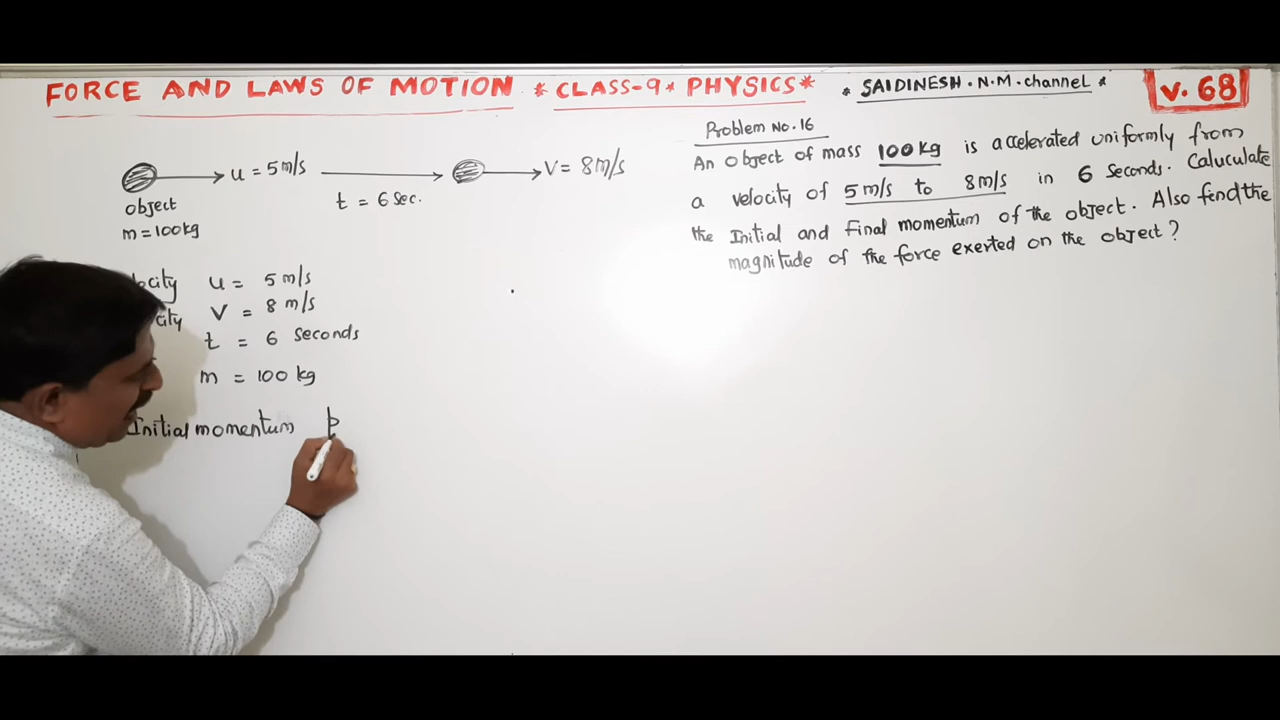 FORCE AND LAWS OF MOTION * CLASS-9 * PHYSICS * * SAIDINESH.N.M.channel * V.68
u = 5m/s
t = 6 sec.
V = 8m/s
object
m = 100kg
ocity u = 5 m/s
city V = 8 m/s
t = 6 seconds
m = 100 kg
Initial momentum p
Problem No.16
An object of mass 100kg is accelerated uniformly from
a velocity of 5m/s to 8m/s in 6 seconds. Caluculate
the Initial and Final momentum of the object. Also find the
magnitude of the force exerted on the object?